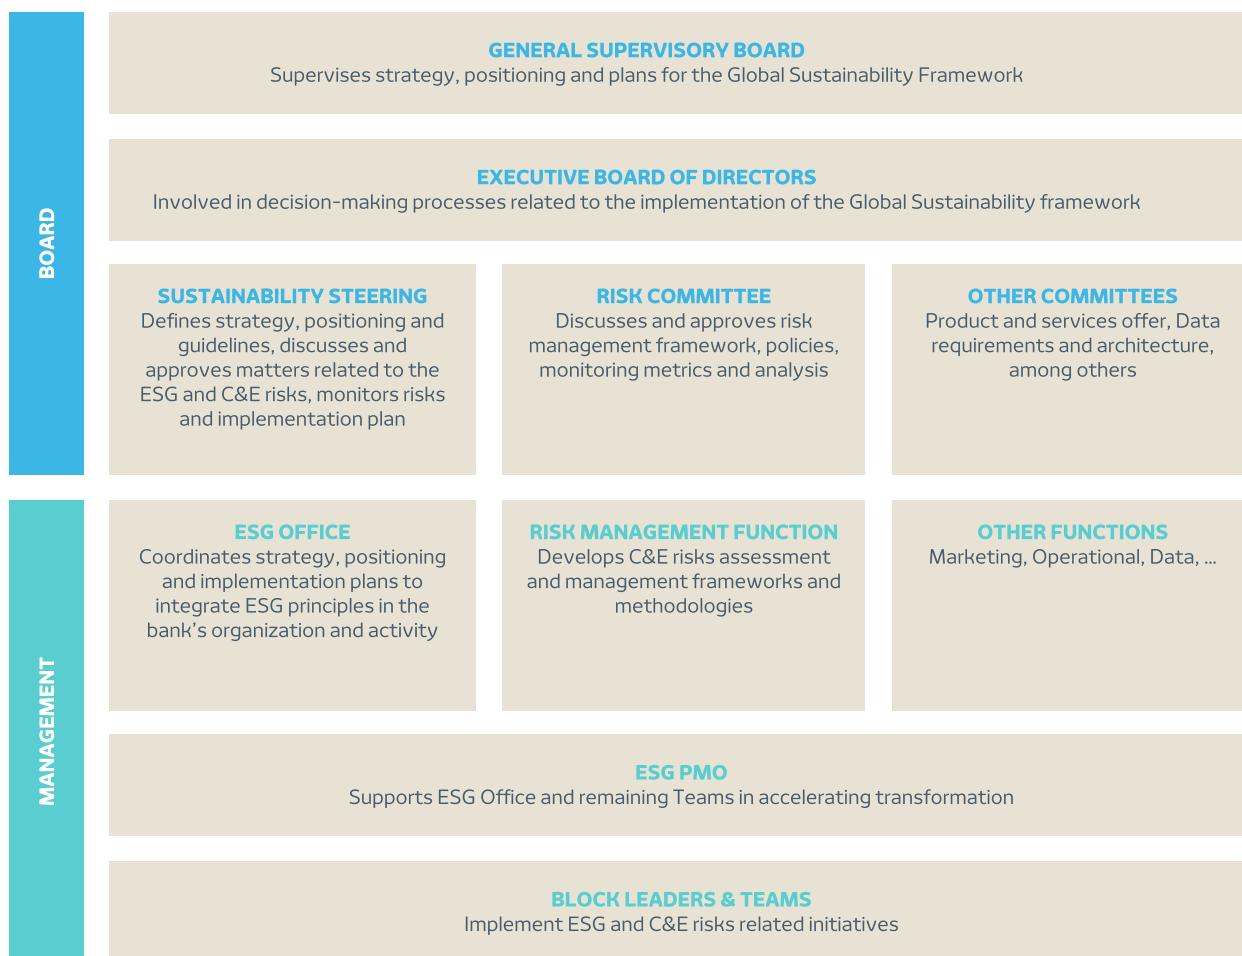 BOARD
GENERAL SUPERVISORY BOARD
Supervises strategy, positioning and plans for the Global Sustainability Framework
EXECUTIVE BOARD OF DIRECTORS
Involved in decision-making processes related to the implementation of the Global Sustainability framework
SUSTAINABILITY STEERING
Defines strategy, positioning and
guidelines, discusses and
approves matters related to the
ESG and C&E risks, monitors risks
and implementation plan
RISK COMMITTEE
Discusses and approves risk
management framework, policies,
monitoring metrics and analysis
OTHER COMMITTEES
Product and services offer, Data
requirements and architecture,
among others
MANAGEMENT
ESG OFFICE
Coordinates strategy, positioning
and implementation plans to
integrate ESG principles in the
bank’s organization and activity
RISK MANAGEMENT FUNCTION
Develops C&E risks assessment
and management frameworks and
methodologies
OTHER FUNCTIONS
Marketing, Operational, Data, ...
ESG PMO
Supports ESG Office and remaining Teams in accelerating transformation
BLOCK LEADERS & TEAMS
Implement ESG and C&E risks related initiatives